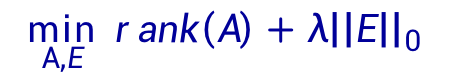 min rank(A) + λ||E||₀
A,E